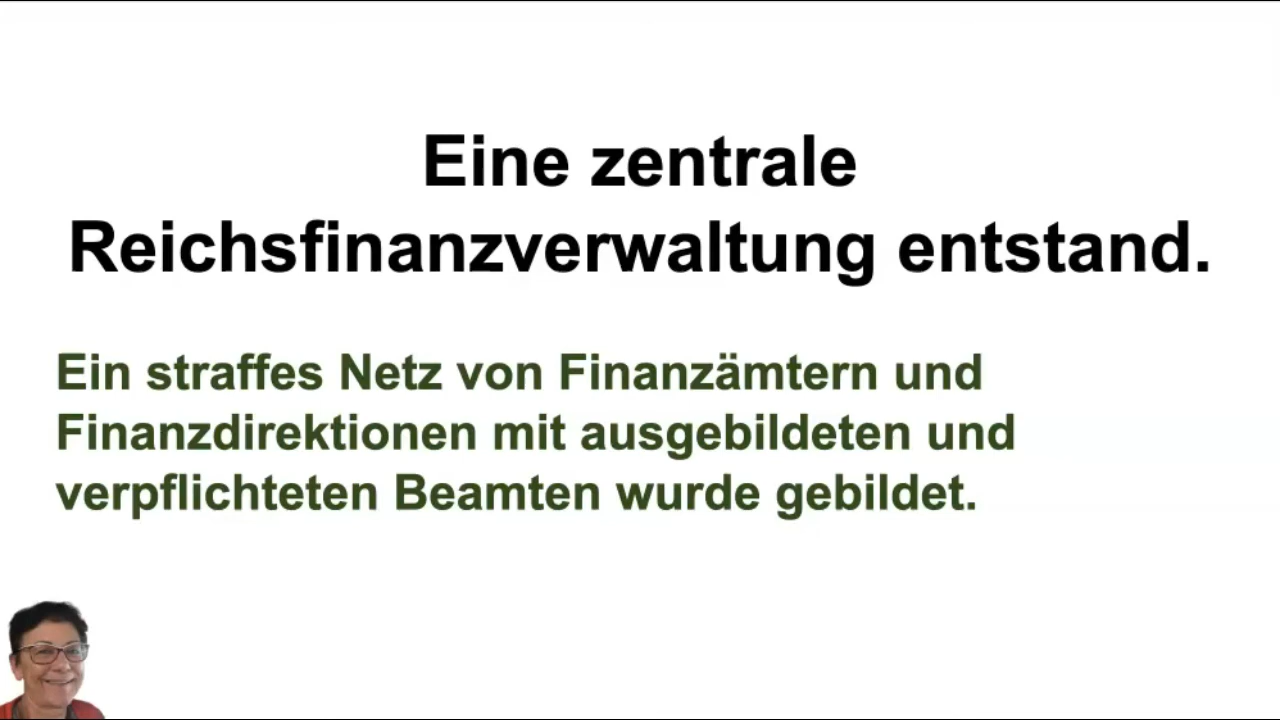 Eine zentrale
Reichsfinanzverwaltung entstand.
Ein straffes Netz von Finanzämtern und
Finanzdirektionen mit ausgebildeten und
verpflichteten Beamten wurde gebildet.